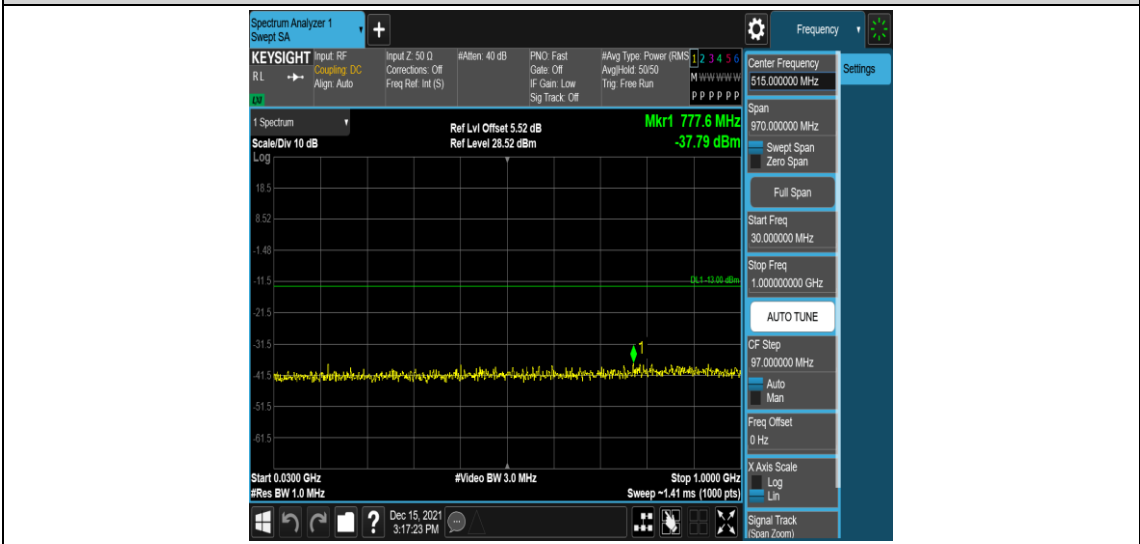 Spectrum Analyzer 1
Swept SA
+
Frequency
KEYSIGHT
RL
LXI
Input: RF
Coupling: DC
Align: Auto
Input Z: 50 Ω
Corrections: Off
Freq Ref: Int (S)
#Atten: 40 dB
PNO: Fast
Gate: Off
IF Gain: Low
Sig Track: Off
#Avg Type: Power (RMS
Avg|Hold: 50/50
Trig: Free Run
1 2 3 4 5 6
M W W W W W
P P P P P P
1 Spectrum
Scale/Div 10 dB
Log
Ref Lvl Offset 5.52 dB
Ref Level 28.52 dBm
Mkr1 777.6 MHz
-37.79 dBm
18.5
8.52
-1.48
-11.5
DL1 -13.00 dBm
-21.5
-31.5
1
-41.5
-51.5
-61.5
Start 0.0300 GHz
#Res BW 1.0 MHz
#Video BW 3.0 MHz
Stop 1.0000 GHz
Sweep ~1.41 ms (1000 pts)
?
Dec 15, 2021
3:17:23 PM
Center Frequency
515.000000 MHz
Settings
Span
970.000000 MHz
Swept Span
Zero Span
Full Span
Start Freq
30.000000 MHz
Stop Freq
1.000000000 GHz
AUTO TUNE
CF Step
97.000000 MHz
Auto
Man
Freq Offset
0 Hz
X Axis Scale
Log
Lin
Signal Track
(Span Zoom)